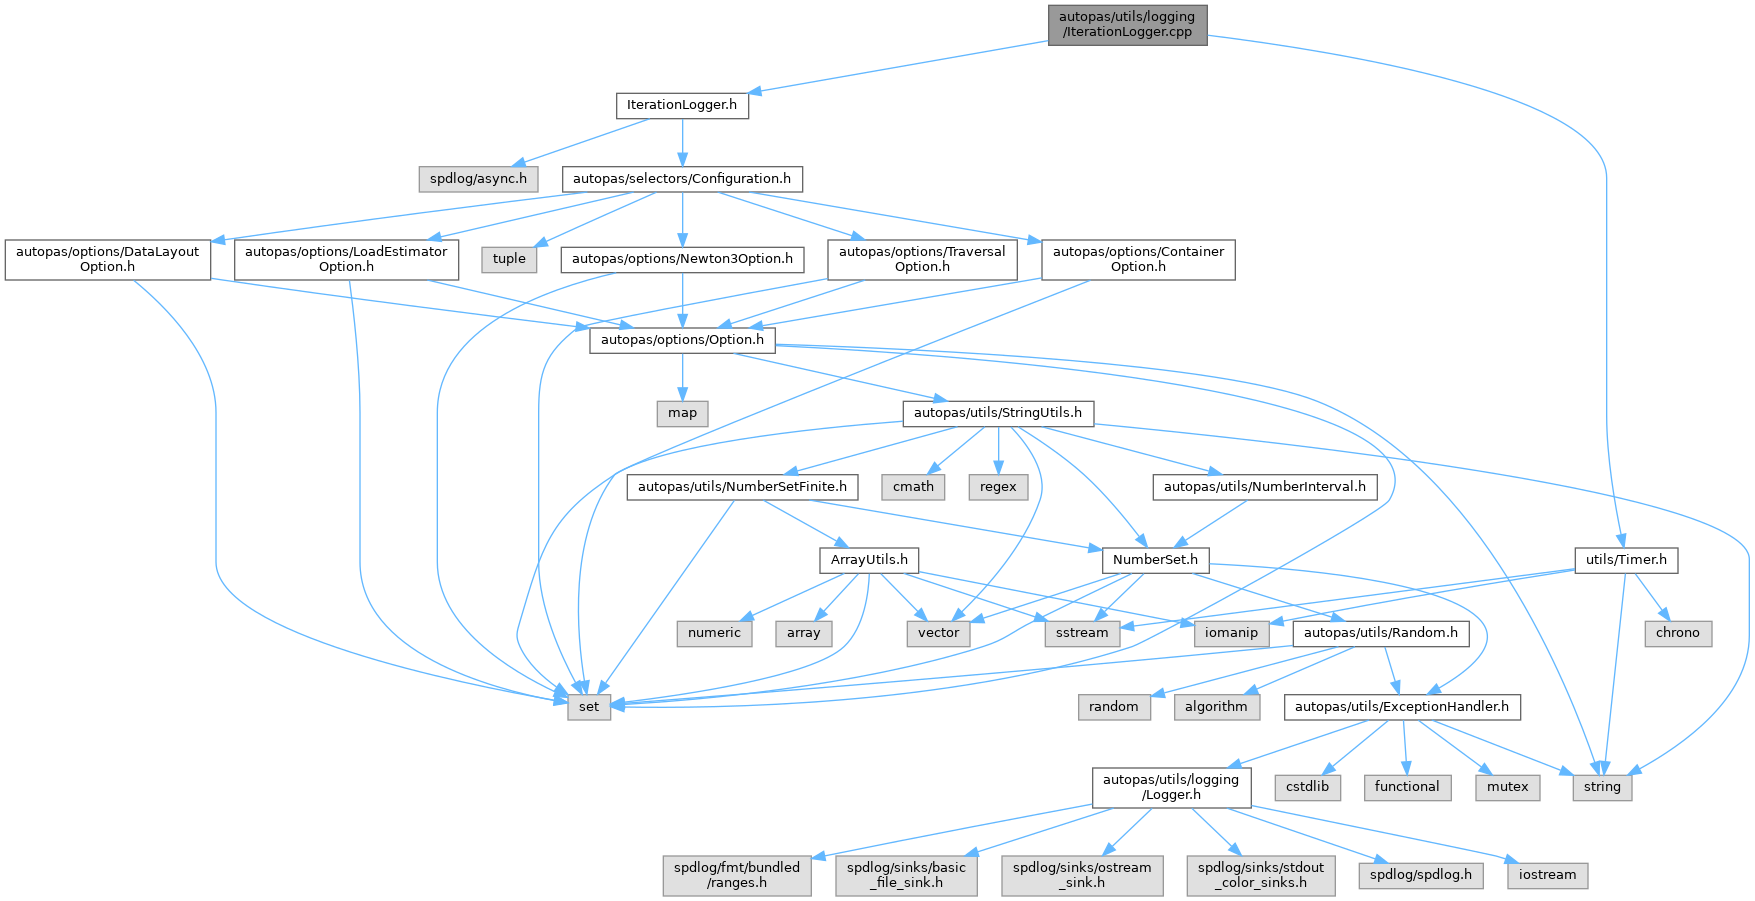 autopas/utils/logging
/IterationLogger.cpp
IterationLogger.h
spdlog/async.h
autopas/selectors/Configuration.h
autopas/options/DataLayout
Option.h
autopas/options/LoadEstimator
Option.h
tuple
autopas/options/Newton3Option.h
autopas/options/Traversal
Option.h
autopas/options/Container
Option.h
autopas/options/Option.h
map
autopas/utils/StringUtils.h
autopas/utils/NumberSetFinite.h
cmath
regex
autopas/utils/NumberInterval.h
ArrayUtils.h
NumberSet.h
utils/Timer.h
numeric
array
vector
sstream
iomanip
autopas/utils/Random.h
chrono
set
random
algorithm
autopas/utils/ExceptionHandler.h
autopas/utils/logging
/Logger.h
cstdlib
functional
mutex
string
spdlog/fmt/bundled
/ranges.h
spdlog/sinks/basic
_file_sink.h
spdlog/sinks/ostream
_sink.h
spdlog/sinks/stdout
_color_sinks.h
spdlog/spdlog.h
iostream